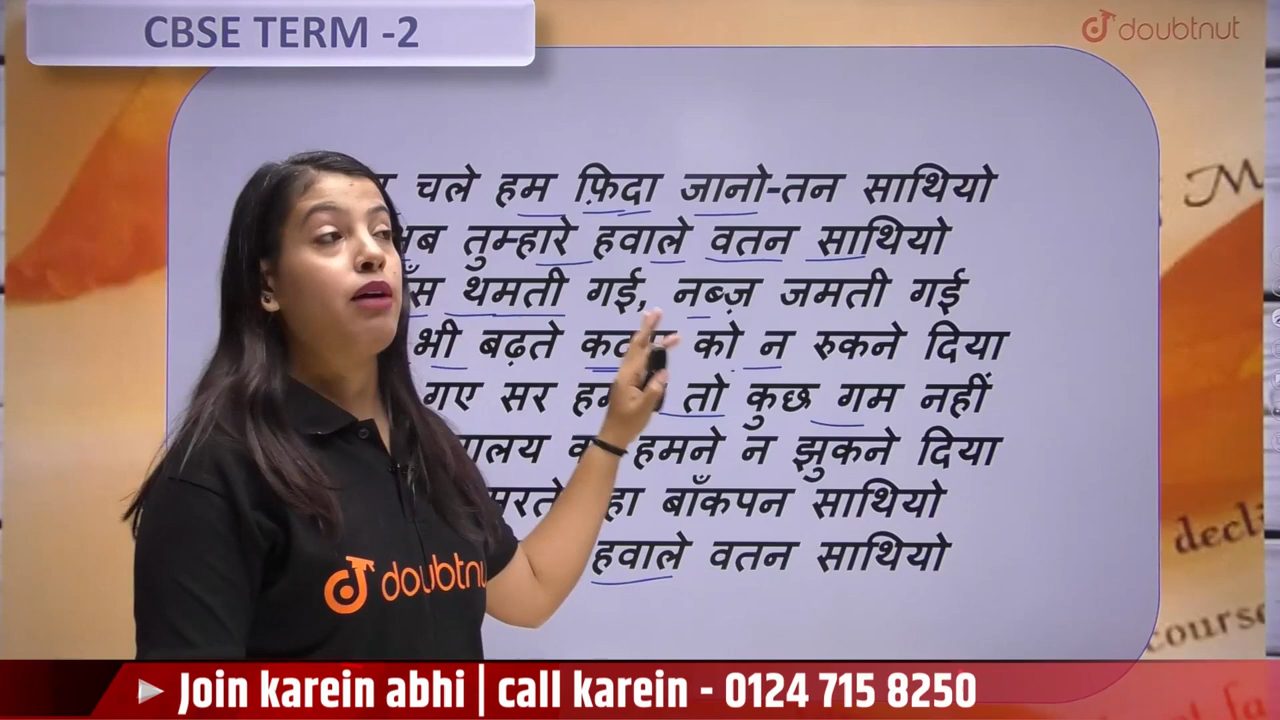 CBSE TERM -2
doubtnut
चले हम फ़िदा जानो-तन साथियो
तुम्हारे हवाले वतन साथियो
थमती गई, नब्ज़ जमती गई
भी बढ़ते को न रुकने दिया
गए सर तो कुछ गम नहीं
हमने न झुकने दिया
बाँकपन साथियो
हवाले वतन साथियो
doubtnu
Join karein abhi | call karein - 0124 715 8250